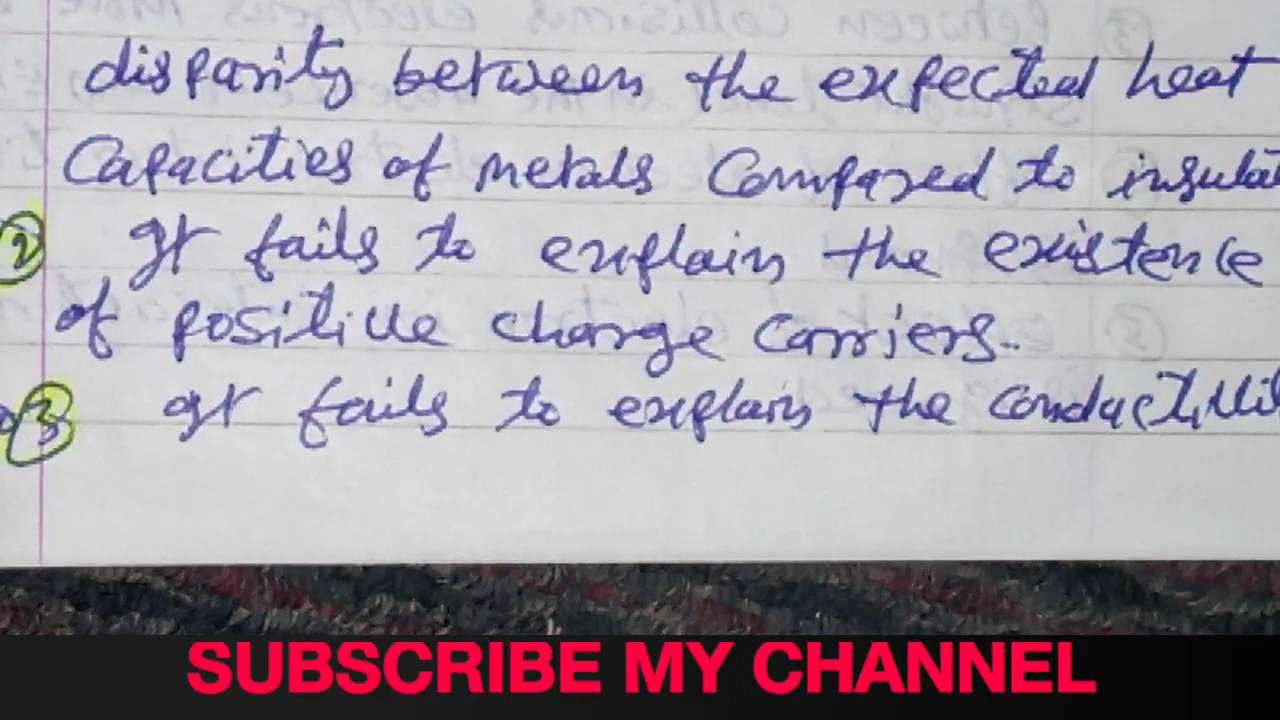 disparity between the expected heat
Capacities of metals Compared to insulat
2 It fails to explain the existence
of positive charge carriers.
3 It fails to explain the conductivi
SUBSCRIBE MY CHANNEL